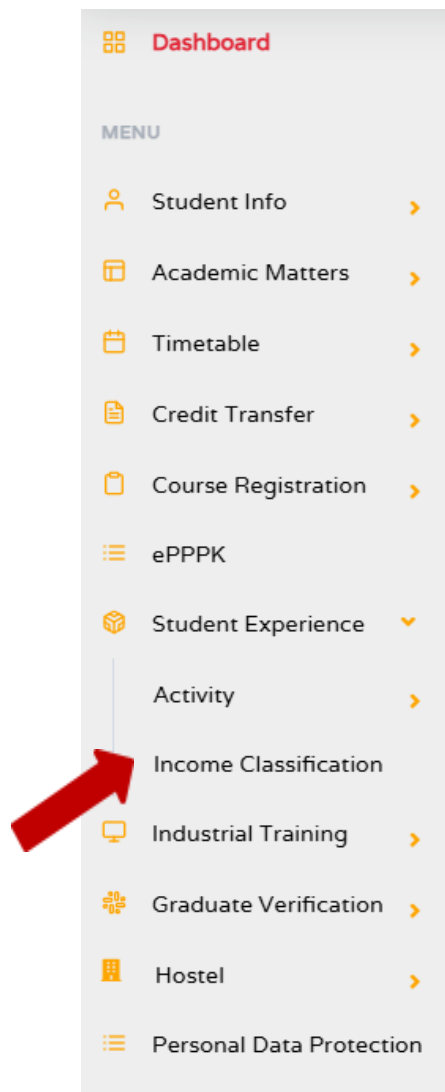 Dashboard
MENU
Student Info
Academic Matters
Timetable
Credit Transfer
Course Registration
ePPPK
Student Experience
Activity
Income Classification
Industrial Training
Graduate Verification
Hostel
Personal Data Protection